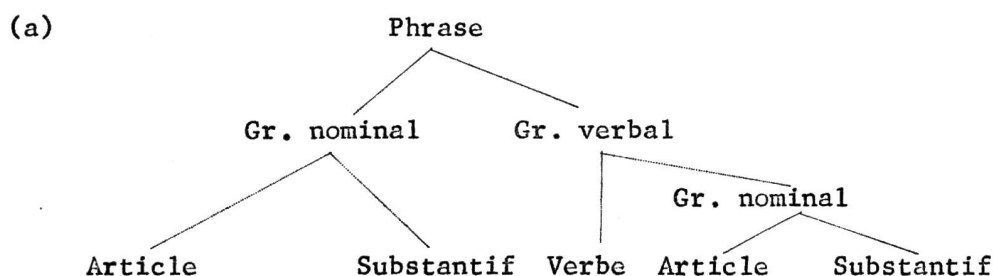 (a) Phrase
Gr. nominal Gr. verbal
Gr. nominal
Article Substantif Verbe Article Substantif